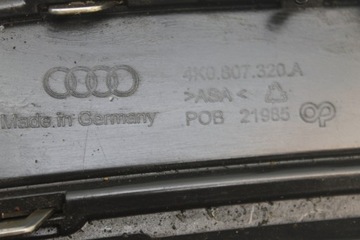 4K0.807.320.A
>ASA<
Made in Germany
POB 21985